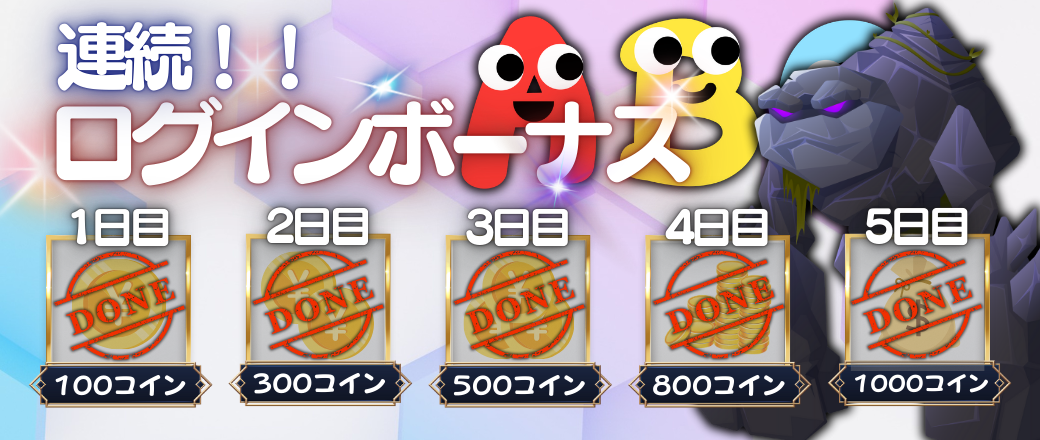 連続！！
ログインボーナス
A B
1日目 2日目 3日目 4日目 5日目
DONE DONE DONE DONE DONE
100コイン 300コイン 500コイン 800コイン 1000コイン